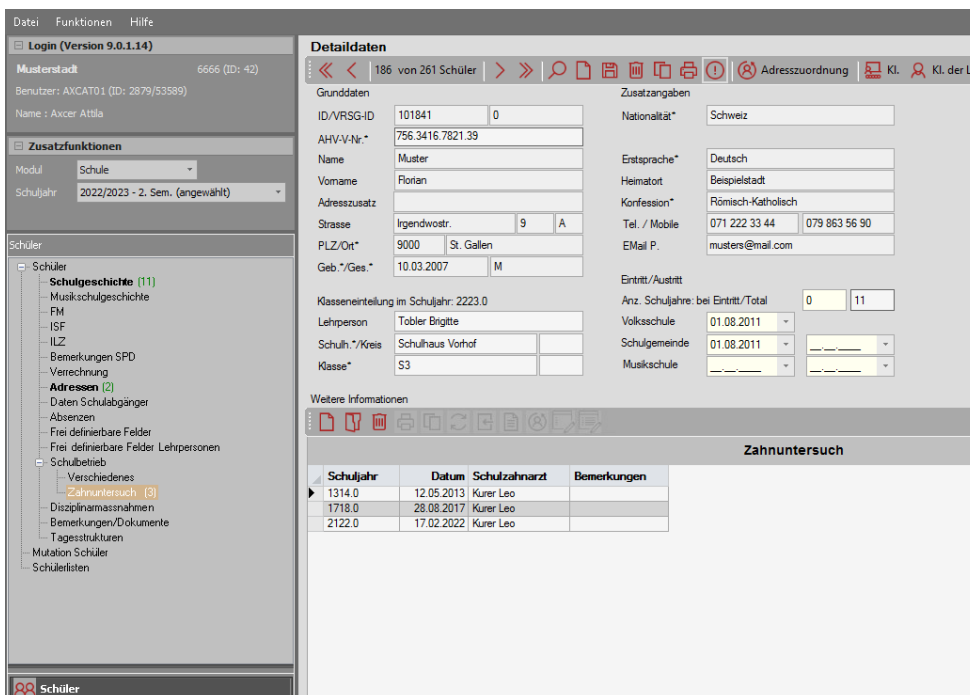 Datei Funktionen Hilfe
Login (Version 9.0.1.14)
Musterstadt 6666 (ID: 42)
Benutzer: AXCAT01 (ID: 2879/53589)
Name : Axcer Attila
Zusatzfunktionen
Modul Schule
Schuljahr 2022/2023 - 2. Sem. (angewählt)
Schüler
Schüler
Schulgeschichte (11)
Musikschulgeschichte
FM
ISF
ILZ
Bemerkungen SPD
Verrechnung
Adressen (2)
Daten Schulabgänger
Absenzen
Frei definierbare Felder
Frei definierbare Felder Lehrpersonen
Schulbetrieb
Verschiedenes
Zahnuntersuch (3)
Disziplinarmassnahmen
Bemerkungen/Dokumente
Tagesstrukturen
Mutation Schüler
Schülerlisten
Schüler
Detaildaten
186 von 261 Schüler Adresszuordnung Kl. Kl. der L
Grunddaten
ID/VRSG-ID 101841 0
AHV-V-Nr.* 756.3416.7821.39
Name Muster
Vorname Florian
Adresszusatz
Strasse Irgendwostr. 9 A
PLZ/Ort* 9000 St. Gallen
Geb.*/Ges.* 10.03.2007 M
Klasseneinteilung im Schuljahr: 2223.0
Lehrperson Tobler Brigitte
Schulh.*/Kreis Schulhaus Vorhof
Klasse* S3
Zusatzangaben
Nationalität* Schweiz
Erstsprache* Deutsch
Heimatort Beispielstadt
Konfession* Römisch-Katholisch
Tel. / Mobile 071 222 33 44 079 863 56 90
EMail P. musters@mail.com
Eintritt/Austritt
Anz. Schuljahre: bei Eintritt/Total 0 11
Volksschule 01.08.2011
Schulgemeinde 01.08.2011 __.__.____
Musikschule __.__.____ __.__.____
Weitere Informationen
Zahnuntersuch
Schuljahr Datum Schulzahnarzt Bemerkungen
1314.0 12.05.2013 Kurer Leo
1718.0 28.08.2017 Kurer Leo
2122.0 17.02.2022 Kurer Leo